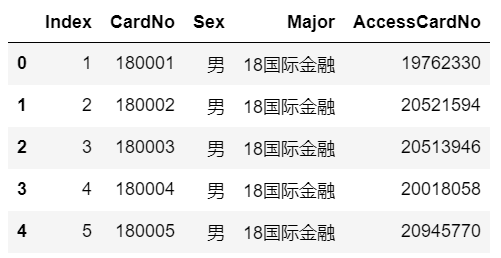 Index CardNo Sex Major AccessCardNo
0 1 180001 男 18国际金融 19762330
1 2 180002 男 18国际金融 20521594
2 3 180003 男 18国际金融 20513946
3 4 180004 男 18国际金融 20018058
4 5 180005 男 18国际金融 20945770